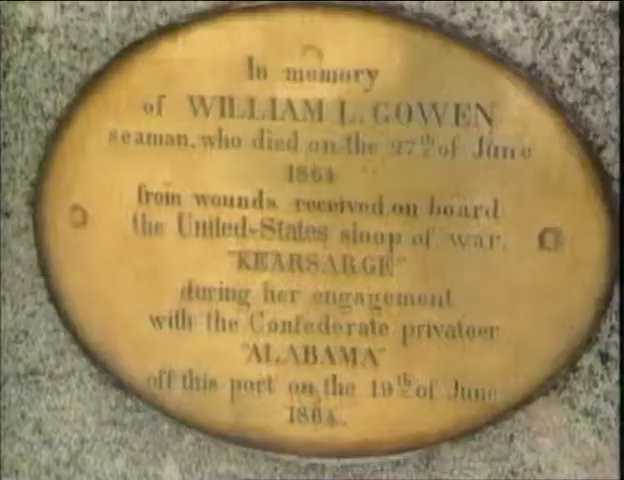 In memory
of WILLIAM L. GOWEN
seaman, who died on the 27th of June
1864
from wounds received on board
the United-States sloop of war.
"KEARSARGE"
during her engagement
with the Confederate privateer
"ALABAMA"
off this port on the 19th of June
1864.